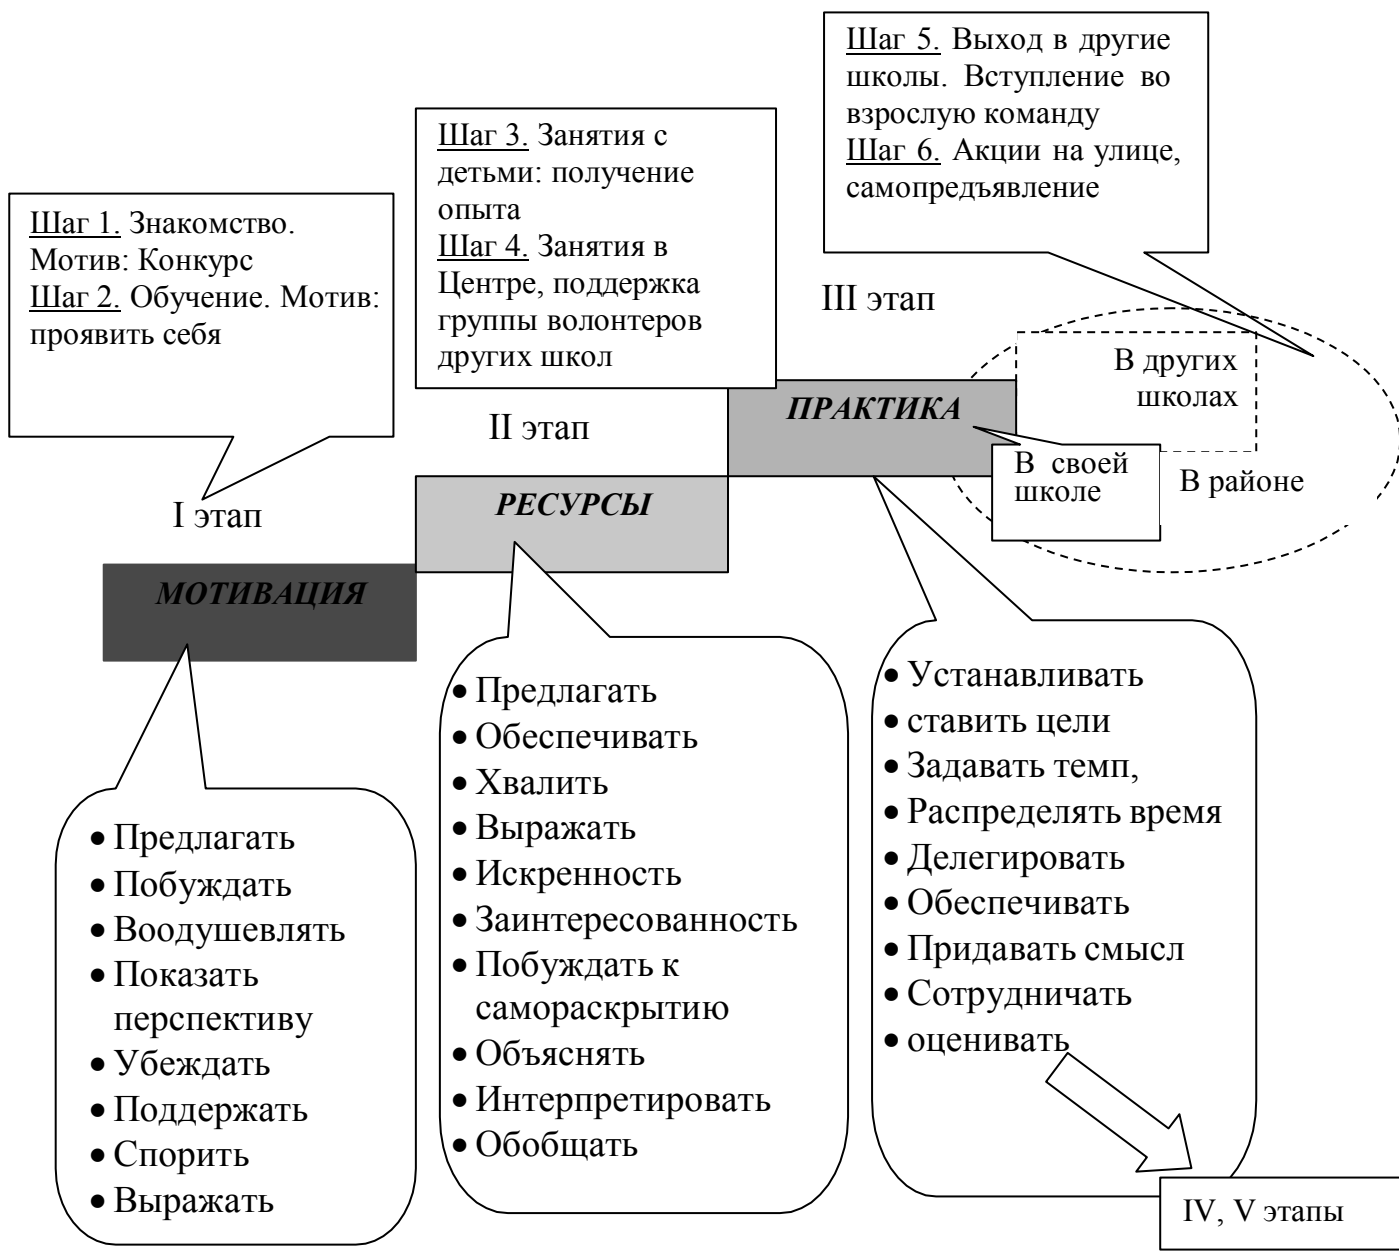 Шаг 1. Знакомство.
Мотив: Конкурс
Шаг 2. Обучение. Мотив:
проявить себя
I этап
МОТИВАЦИЯ
• Предлагать
• Побуждать
• Воодушевлять
• Показать
перспективу
• Убеждать
• Поддержать
• Спорить
• Выражать
Шаг 3. Занятия с
детьми: получение
опыта
Шаг 4. Занятия в
Центре, поддержка
группы волонтеров
других школ
II этап
РЕСУРСЫ
• Предлагать
• Обеспечивать
• Хвалить
• Выражать
• Искренность
• Заинтересованность
• Побуждать к
самораскрытию
• Объяснять
• Интерпретировать
• Обобщать
Шаг 5. Выход в другие
школы. Вступление во
взрослую команду
Шаг 6. Акции на улице,
самопредъявление
III этап
ПРАКТИКА
В других
школах
В своей
школе
В районе
• Устанавливать
• ставить цели
• Задавать темп,
• Распределять время
• Делегировать
• Обеспечивать
• Придавать смысл
• Сотрудничать
• оценивать
IV, V этапы